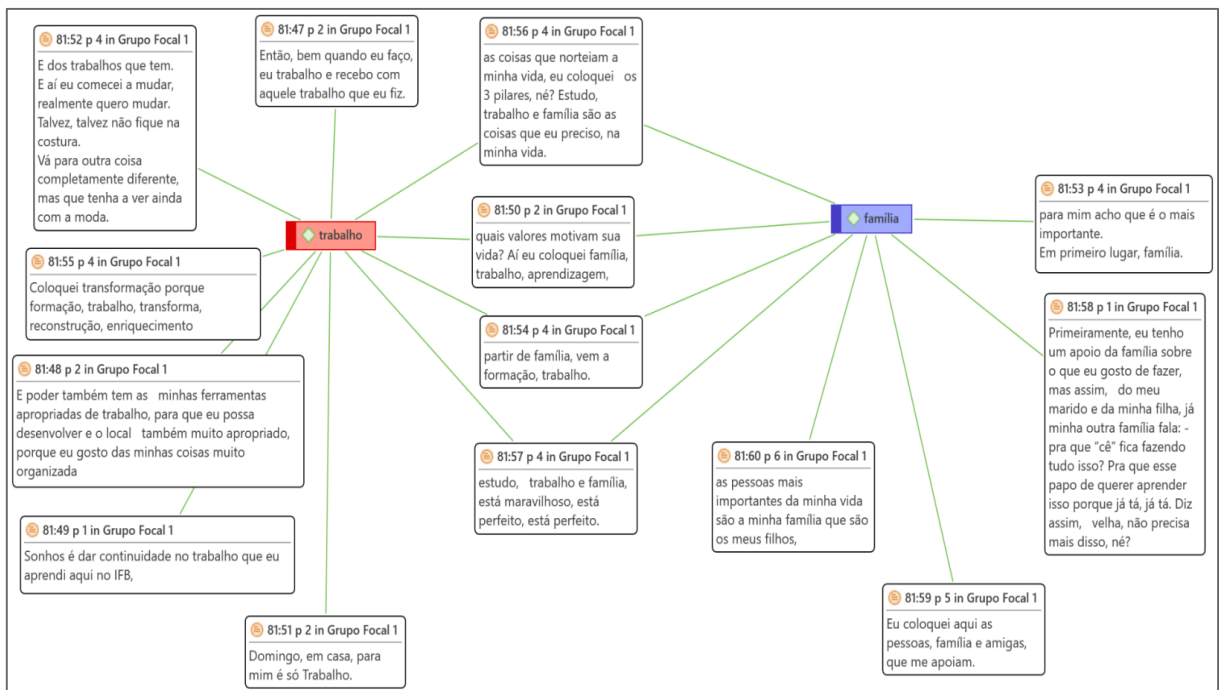 81:52 p 4 in Grupo Focal 1
E dos trabalhos que tem.
E aí eu comecei a mudar,
realmente quero mudar.
Talvez, talvez não fique na
costura.
Vá para outra coisa
completamente diferente,
mas que tenha a ver ainda
com a moda.
81:47 p 2 in Grupo Focal 1
Então, bem quando eu faço,
eu trabalho e recebo com
aquele trabalho que eu fiz.
81:56 p 4 in Grupo Focal 1
as coisas que norteiam a
minha vida, eu coloquei os
3 pilares, né? Estudo,
trabalho e família são as
coisas que eu preciso, na
minha vida.
81:53 p 4 in Grupo Focal 1
para mim acho que é o mais
importante.
Em primeiro lugar, família.
81:50 p 2 in Grupo Focal 1
quais valores motivam sua
vida? Aí eu coloquei família,
trabalho, aprendizagem,
família
trabalho
81:55 p 4 in Grupo Focal 1
Coloquei transformação porque
formação, trabalho, transforma,
reconstrução, enriquecimento
81:54 p 4 in Grupo Focal 1
partir de família, vem a
formação, trabalho.
81:58 p 1 in Grupo Focal 1
Primeiramente, eu tenho
um apoio da família sobre
o que eu gosto de fazer,
mas assim, do meu
marido e da minha filha, já
minha outra família fala: -
pra que "cê" fica fazendo
tudo isso? Pra que esse
papo de querer aprender
isso porque já tá, já tá. Diz
assim, velha, não precisa
mais disso, né?
81:48 p 2 in Grupo Focal 1
E poder também tem as minhas ferramentas
apropriadas de trabalho, para que eu possa
desenvolver e o local também muito apropriado,
porque eu gosto das minhas coisas muito
organizada
81:57 p 4 in Grupo Focal 1
estudo, trabalho e família,
está maravilhoso, está
perfeito, está perfeito.
81:60 p 6 in Grupo Focal 1
as pessoas mais
importantes da minha vida
são a minha família que são
os meus filhos,
81:49 p 1 in Grupo Focal 1
Sonhos é dar continuidade no trabalho que eu
aprendi aqui no IFB,
81:59 p 5 in Grupo Focal 1
Eu coloquei aqui as
pessoas, família e amigas,
que me apoiam.
81:51 p 2 in Grupo Focal 1
Domingo, em casa, para
mim é só Trabalho.